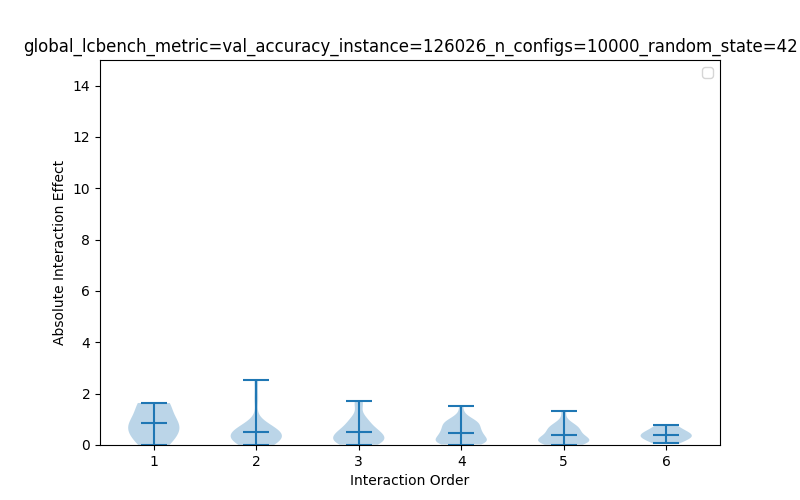 global_lcbench_metric=val_accuracy_instance=126026_n_configs=10000_random_state=42
14
12
10
8
6
4
2
0
Absolute Interaction Effect
1 2 3 4 5 6
Interaction Order